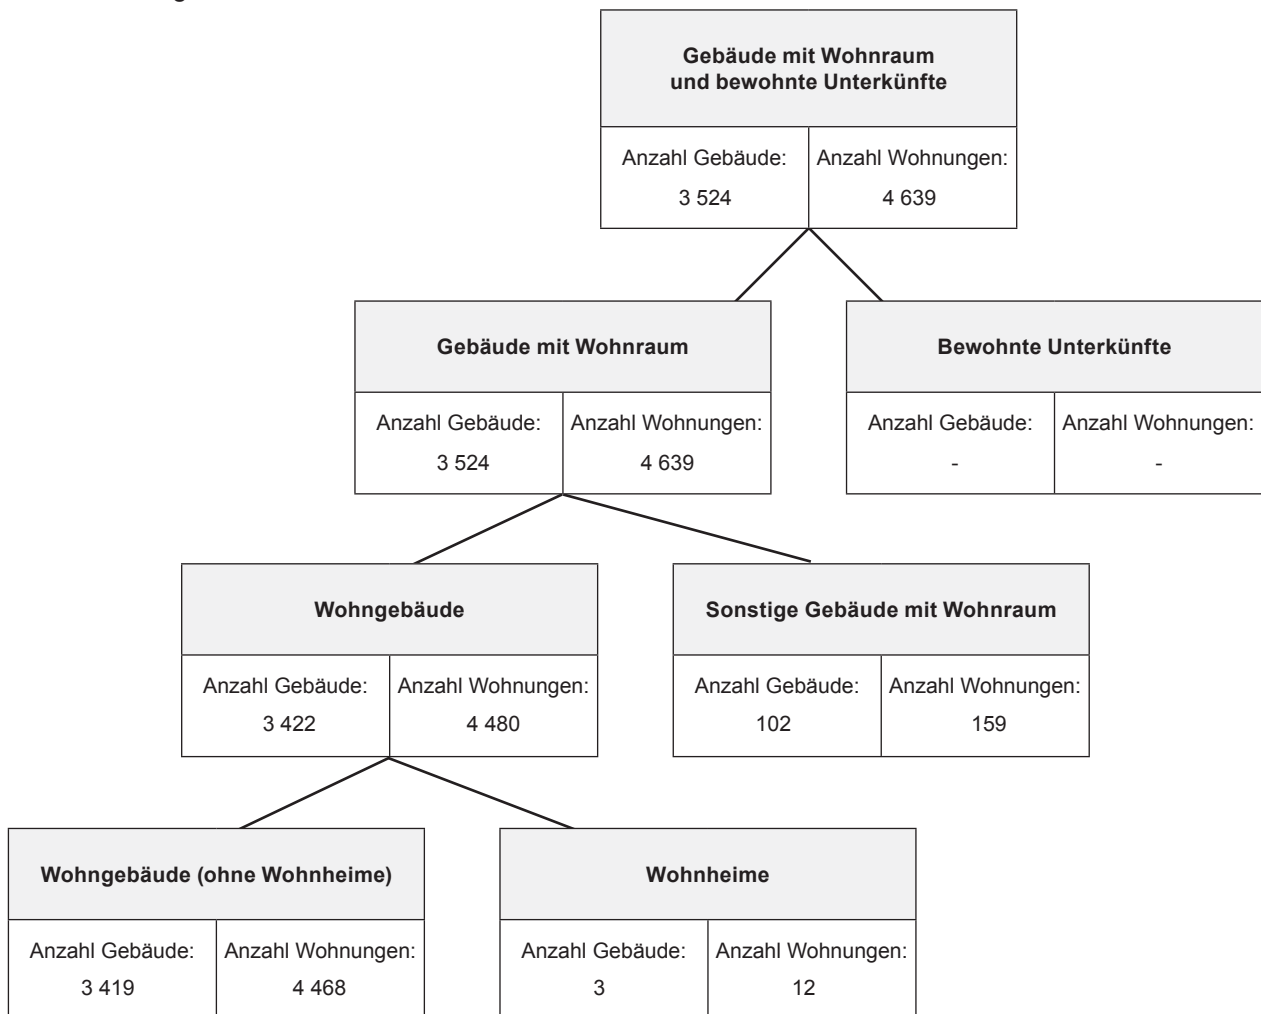 Gebäude mit Wohnraum
und bewohnte Unterkünfte
Anzahl Gebäude: Anzahl Wohnungen:
3 524 4 639
Gebäude mit Wohnraum
Bewohnte Unterkünfte
Anzahl Gebäude: Anzahl Wohnungen:
3 524 4 639
Anzahl Gebäude: Anzahl Wohnungen:
- -
Wohngebäude
Sonstige Gebäude mit Wohnraum
Anzahl Gebäude: Anzahl Wohnungen:
3 422 4 480
Anzahl Gebäude: Anzahl Wohnungen:
102 159
Wohngebäude (ohne Wohnheime)
Wohnheime
Anzahl Gebäude: Anzahl Wohnungen:
3 419 4 468
Anzahl Gebäude: Anzahl Wohnungen:
3 12